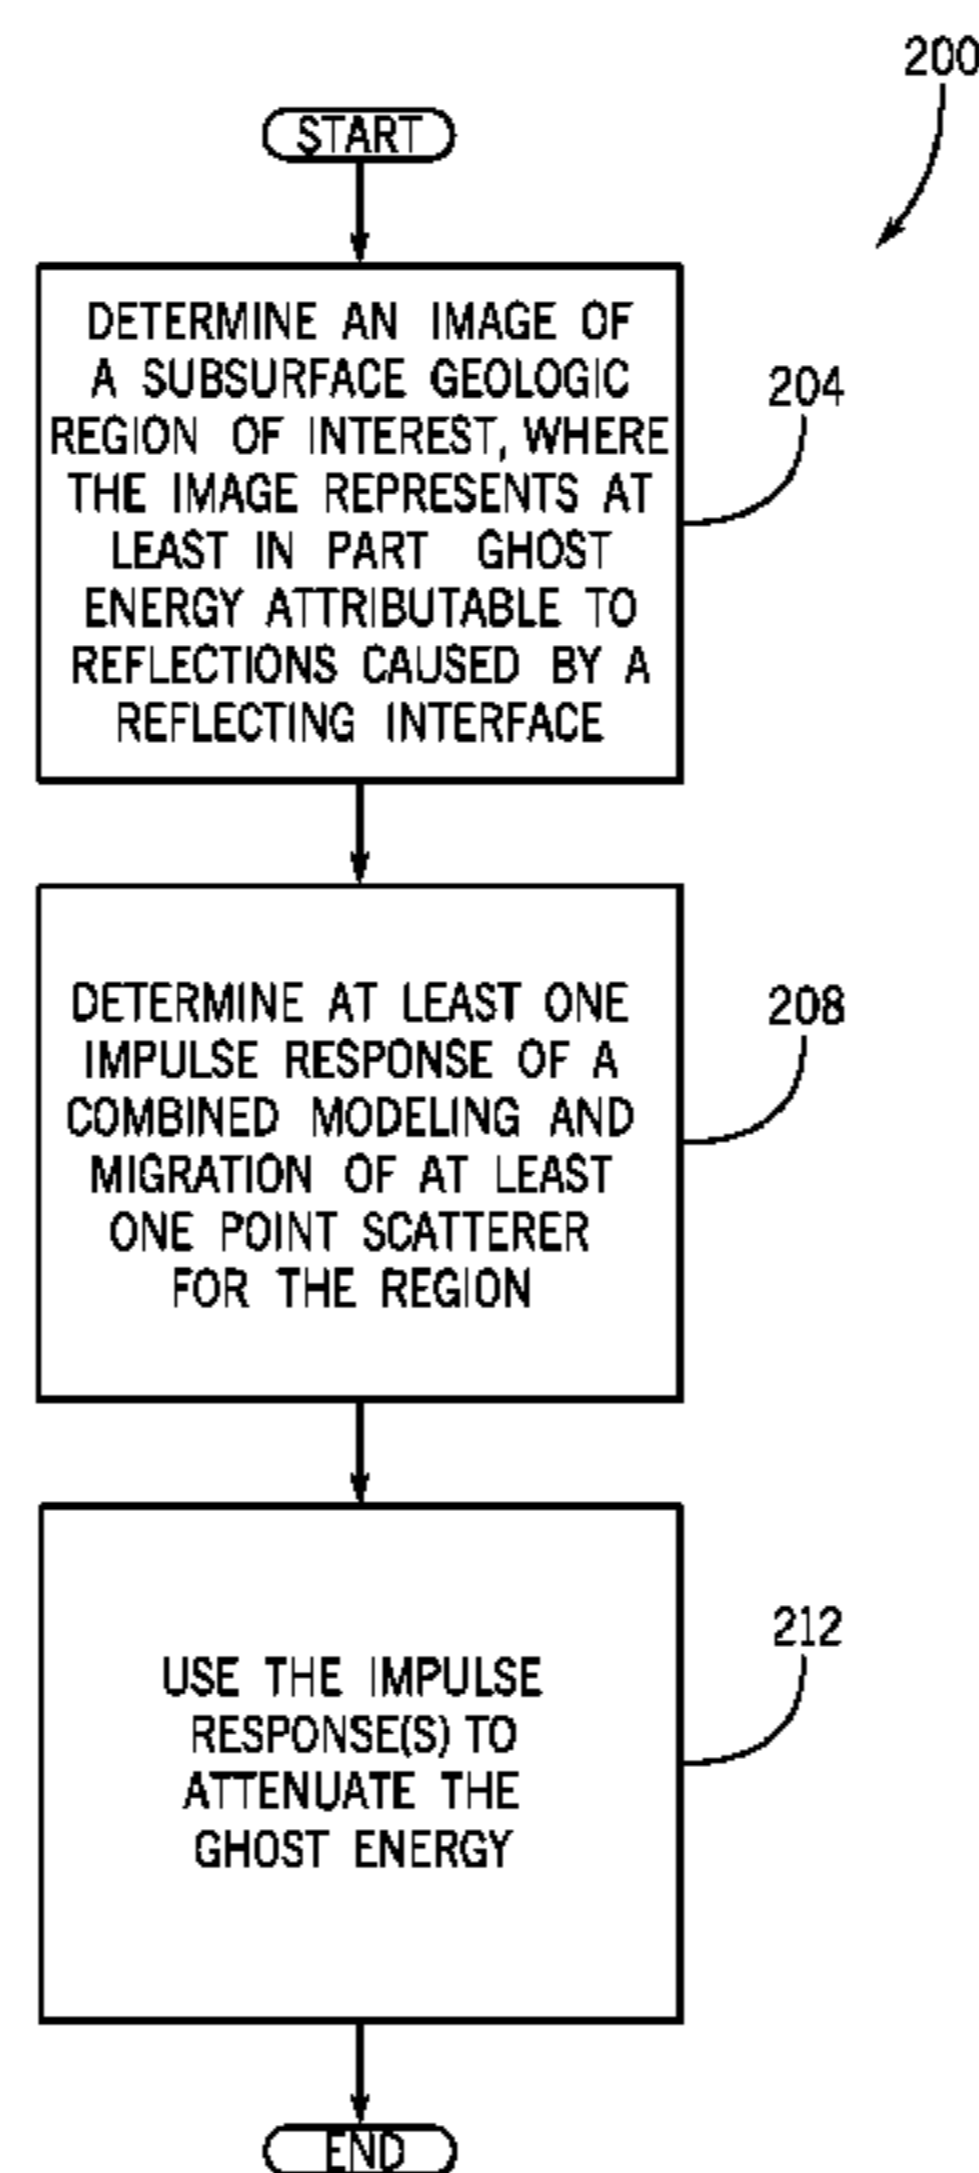 200
START
DETERMINE AN IMAGE OF
A SUBSURFACE GEOLOGIC
REGION OF INTEREST, WHERE
THE IMAGE REPRESENTS AT
LEAST IN PART GHOST
ENERGY ATTRIBUTABLE TO
REFLECTIONS CAUSED BY A
REFLECTING INTERFACE
204
DETERMINE AT LEAST ONE
IMPULSE RESPONSE OF A
COMBINED MODELING AND
MIGRATION OF AT LEAST
ONE POINT SCATTERER
FOR THE REGION
208
USE THE IMPULSE
RESPONSE(S) TO
ATTENUATE THE
GHOST ENERGY
212
END